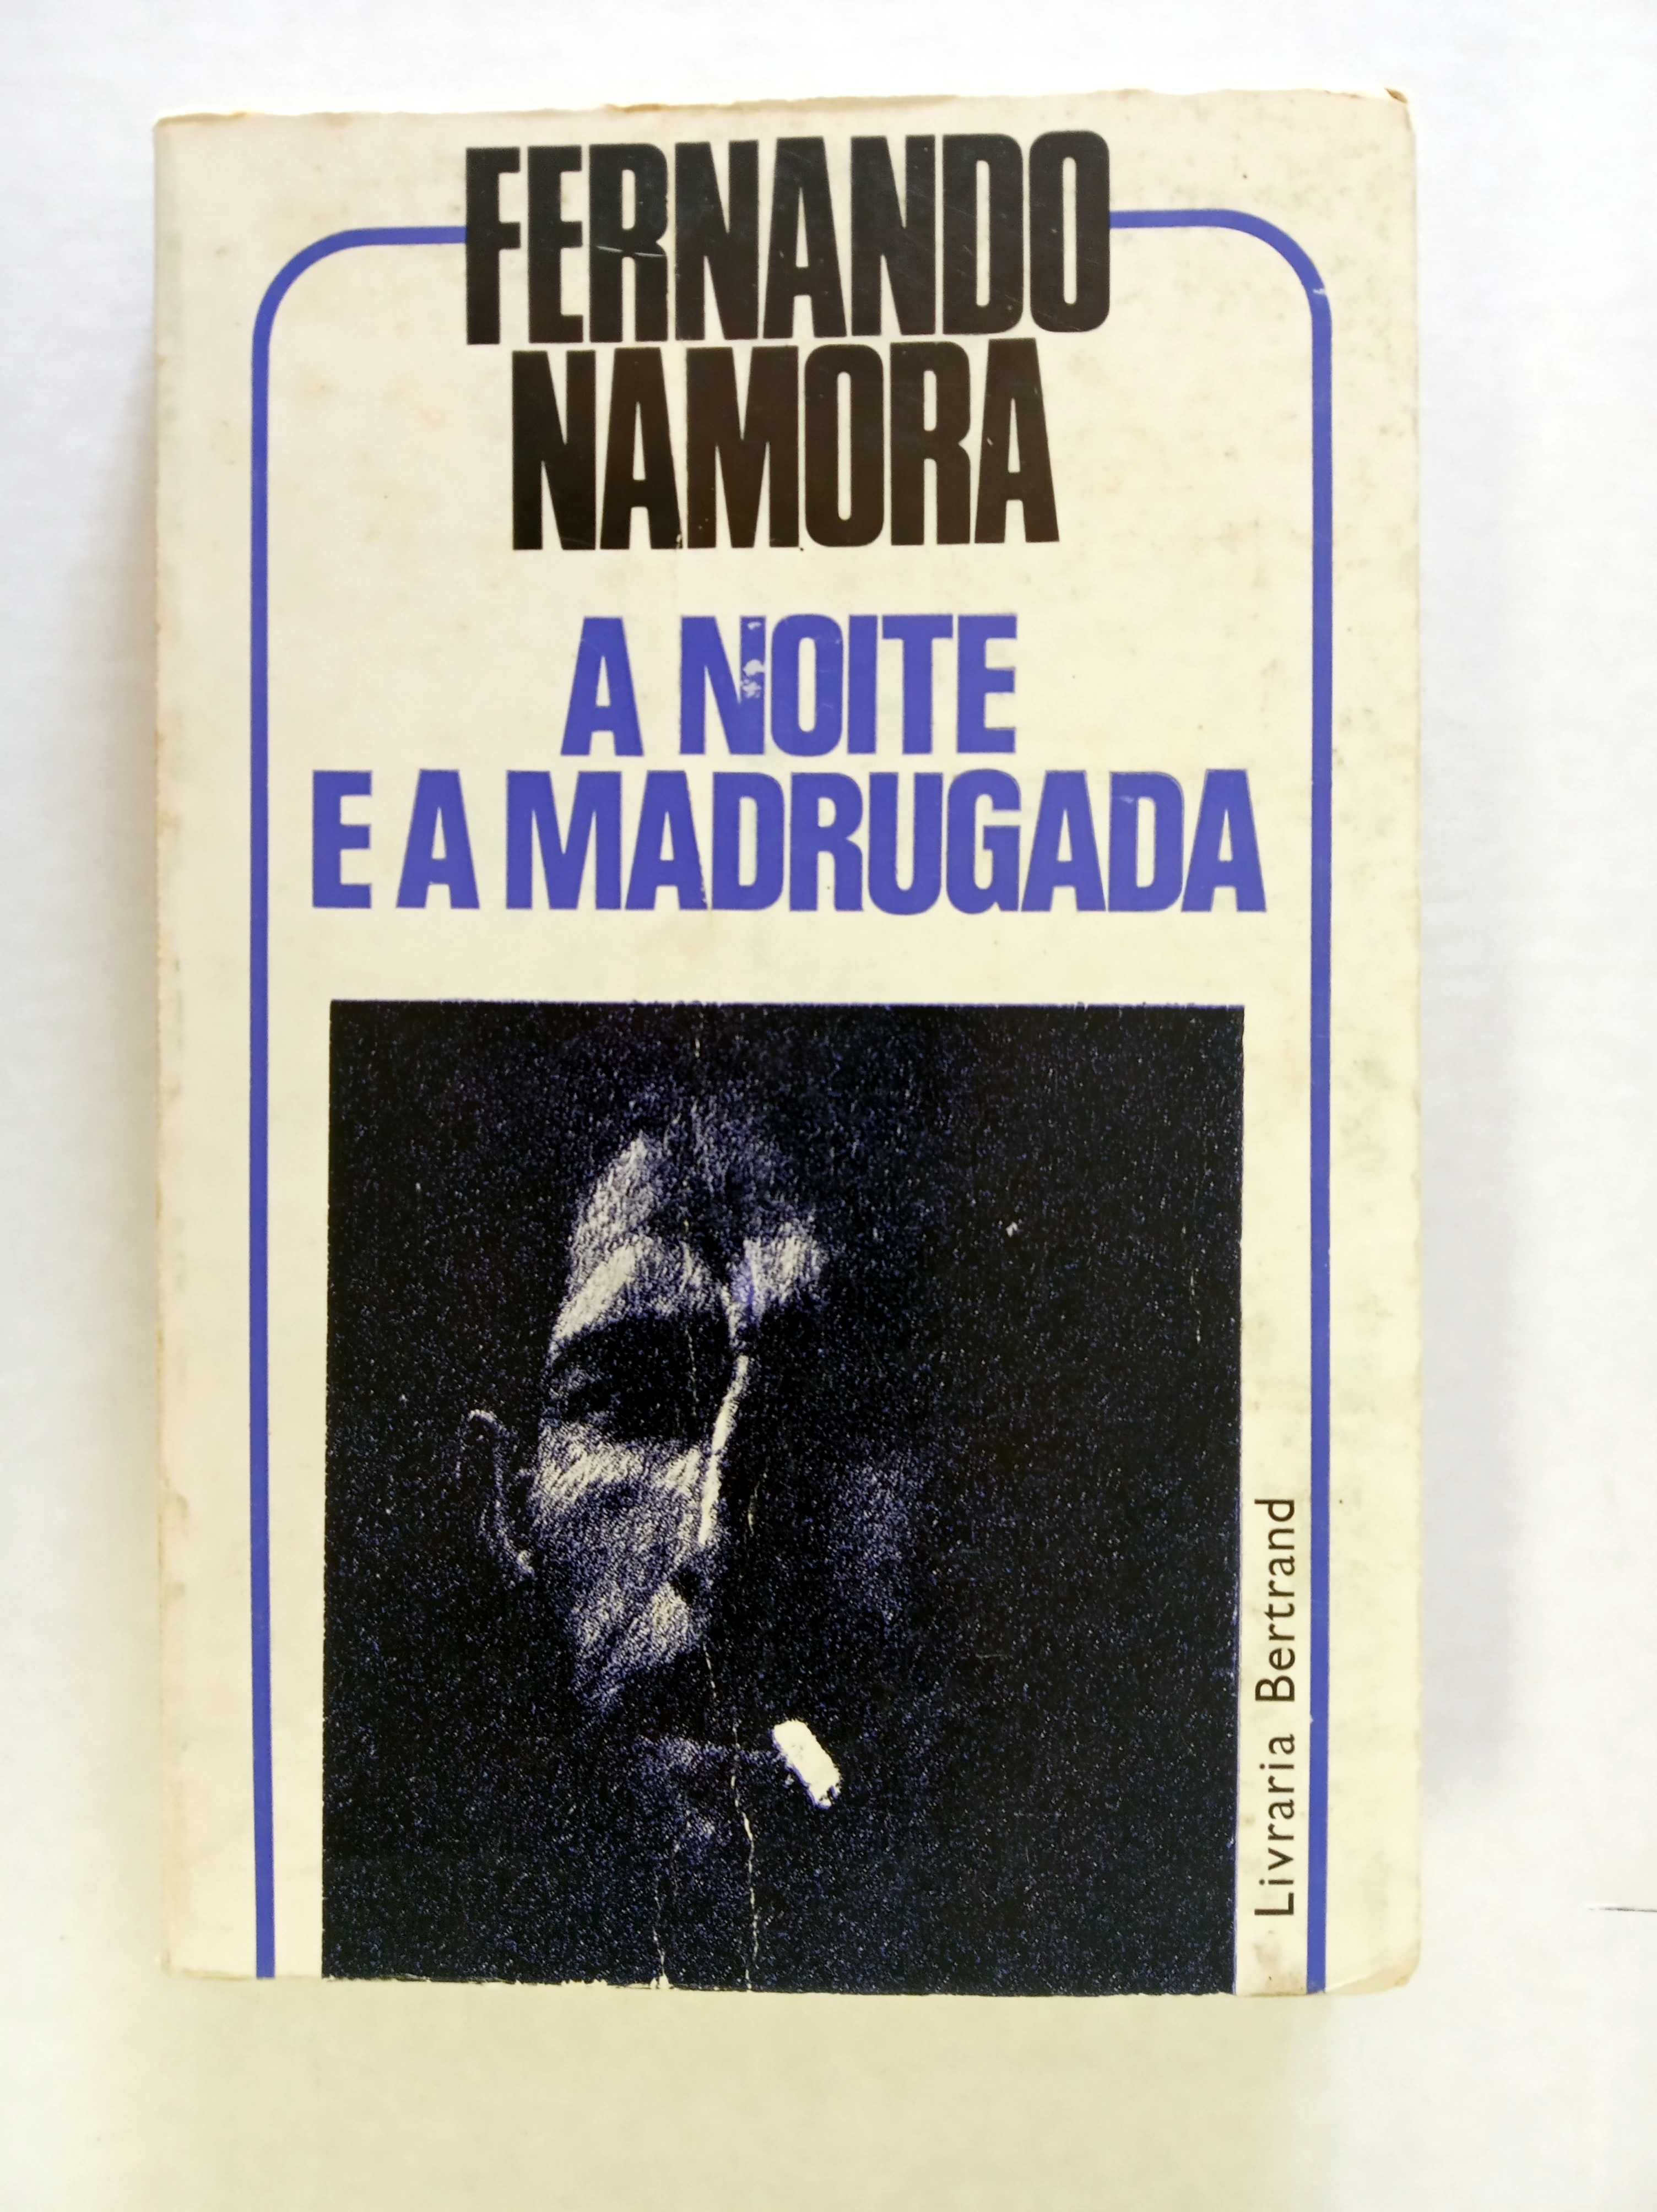 FERNANDO
NAMORA
A NOITE
E A MADRUGADA
Livraria Bertrand